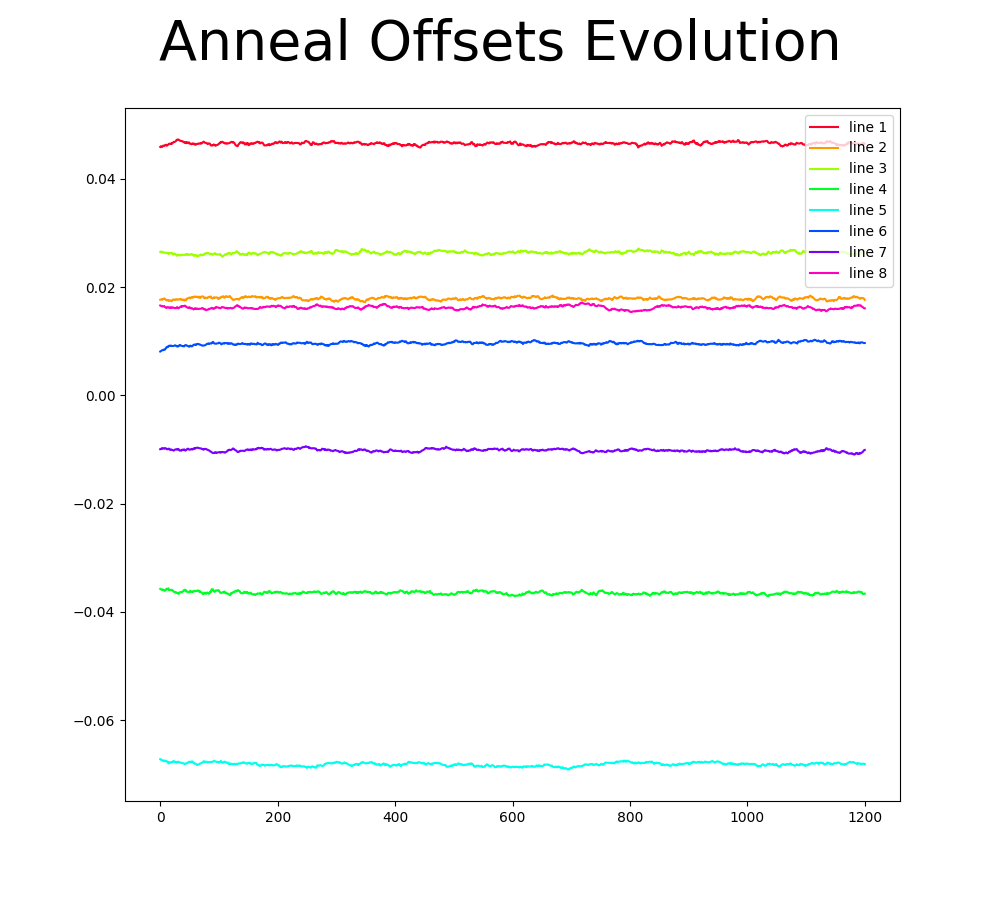 Anneal Offsets Evolution
line 1
line 2
line 3
line 4
line 5
line 6
line 7
line 8
0.04
0.02
0.00
−0.02
−0.04
−0.06
0 200 400 600 800 1000 1200